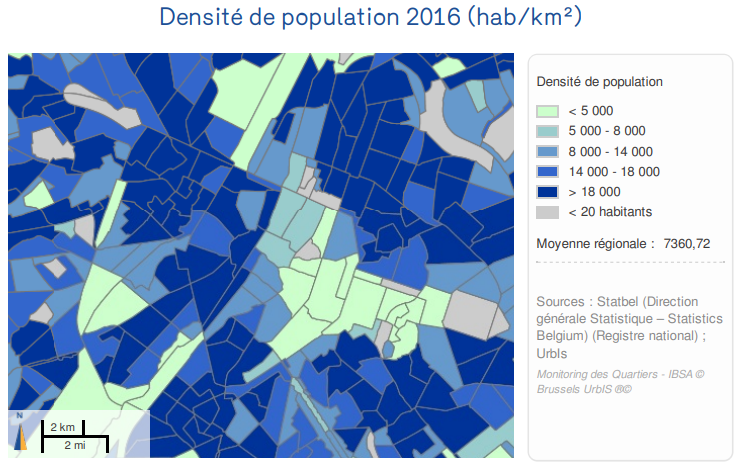 Densité de population 2016 (hab/km²)
Densité de population
< 5 000
5 000 - 8 000
8 000 - 14 000
14 000 - 18 000
> 18 000
< 20 habitants
Moyenne régionale : 7360,72
Sources : Statbel (Direction
générale Statistique – Statistics
Belgium) (Registre national) ;
UrbIs
Monitoring des Quartiers - IBSA ©
Brussels UrbIS ®©
N
2 km
2 mi